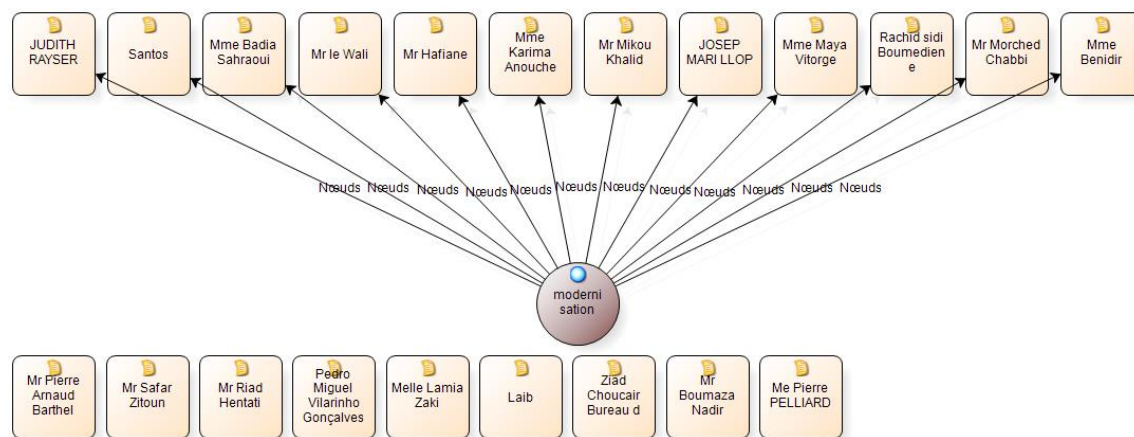 JUDITH
RAYSER
Santos
Mme Badia
Sahraoui
Mr le Wali
Mr Hafiane
Mme
Karima
Anouche
Mr Mikou
Khalid
JOSEP
MARI LLOP
Mme Maya
Vitorge
Rachid sidi
Boumedien
e
Mr Morched
Chabbi
Mme
Benidir
Nœuds Nœuds Nœuds Nœuds Nœuds Nœuds Nœuds Nœuds Nœuds Nœuds Nœuds Nœuds
moderni
sation
Mr Pierre
Arnaud
Barthel
Mr Safar
Zitoun
Mr Riad
Hentati
Pedro
Miguel
Vilarinho
Gonçalves
Melle Lamia
Zaki
Laib
Ziad
Choucair
Bureau d
Mr
Boumaza
Nadir
Me Pierre
PELLIARD